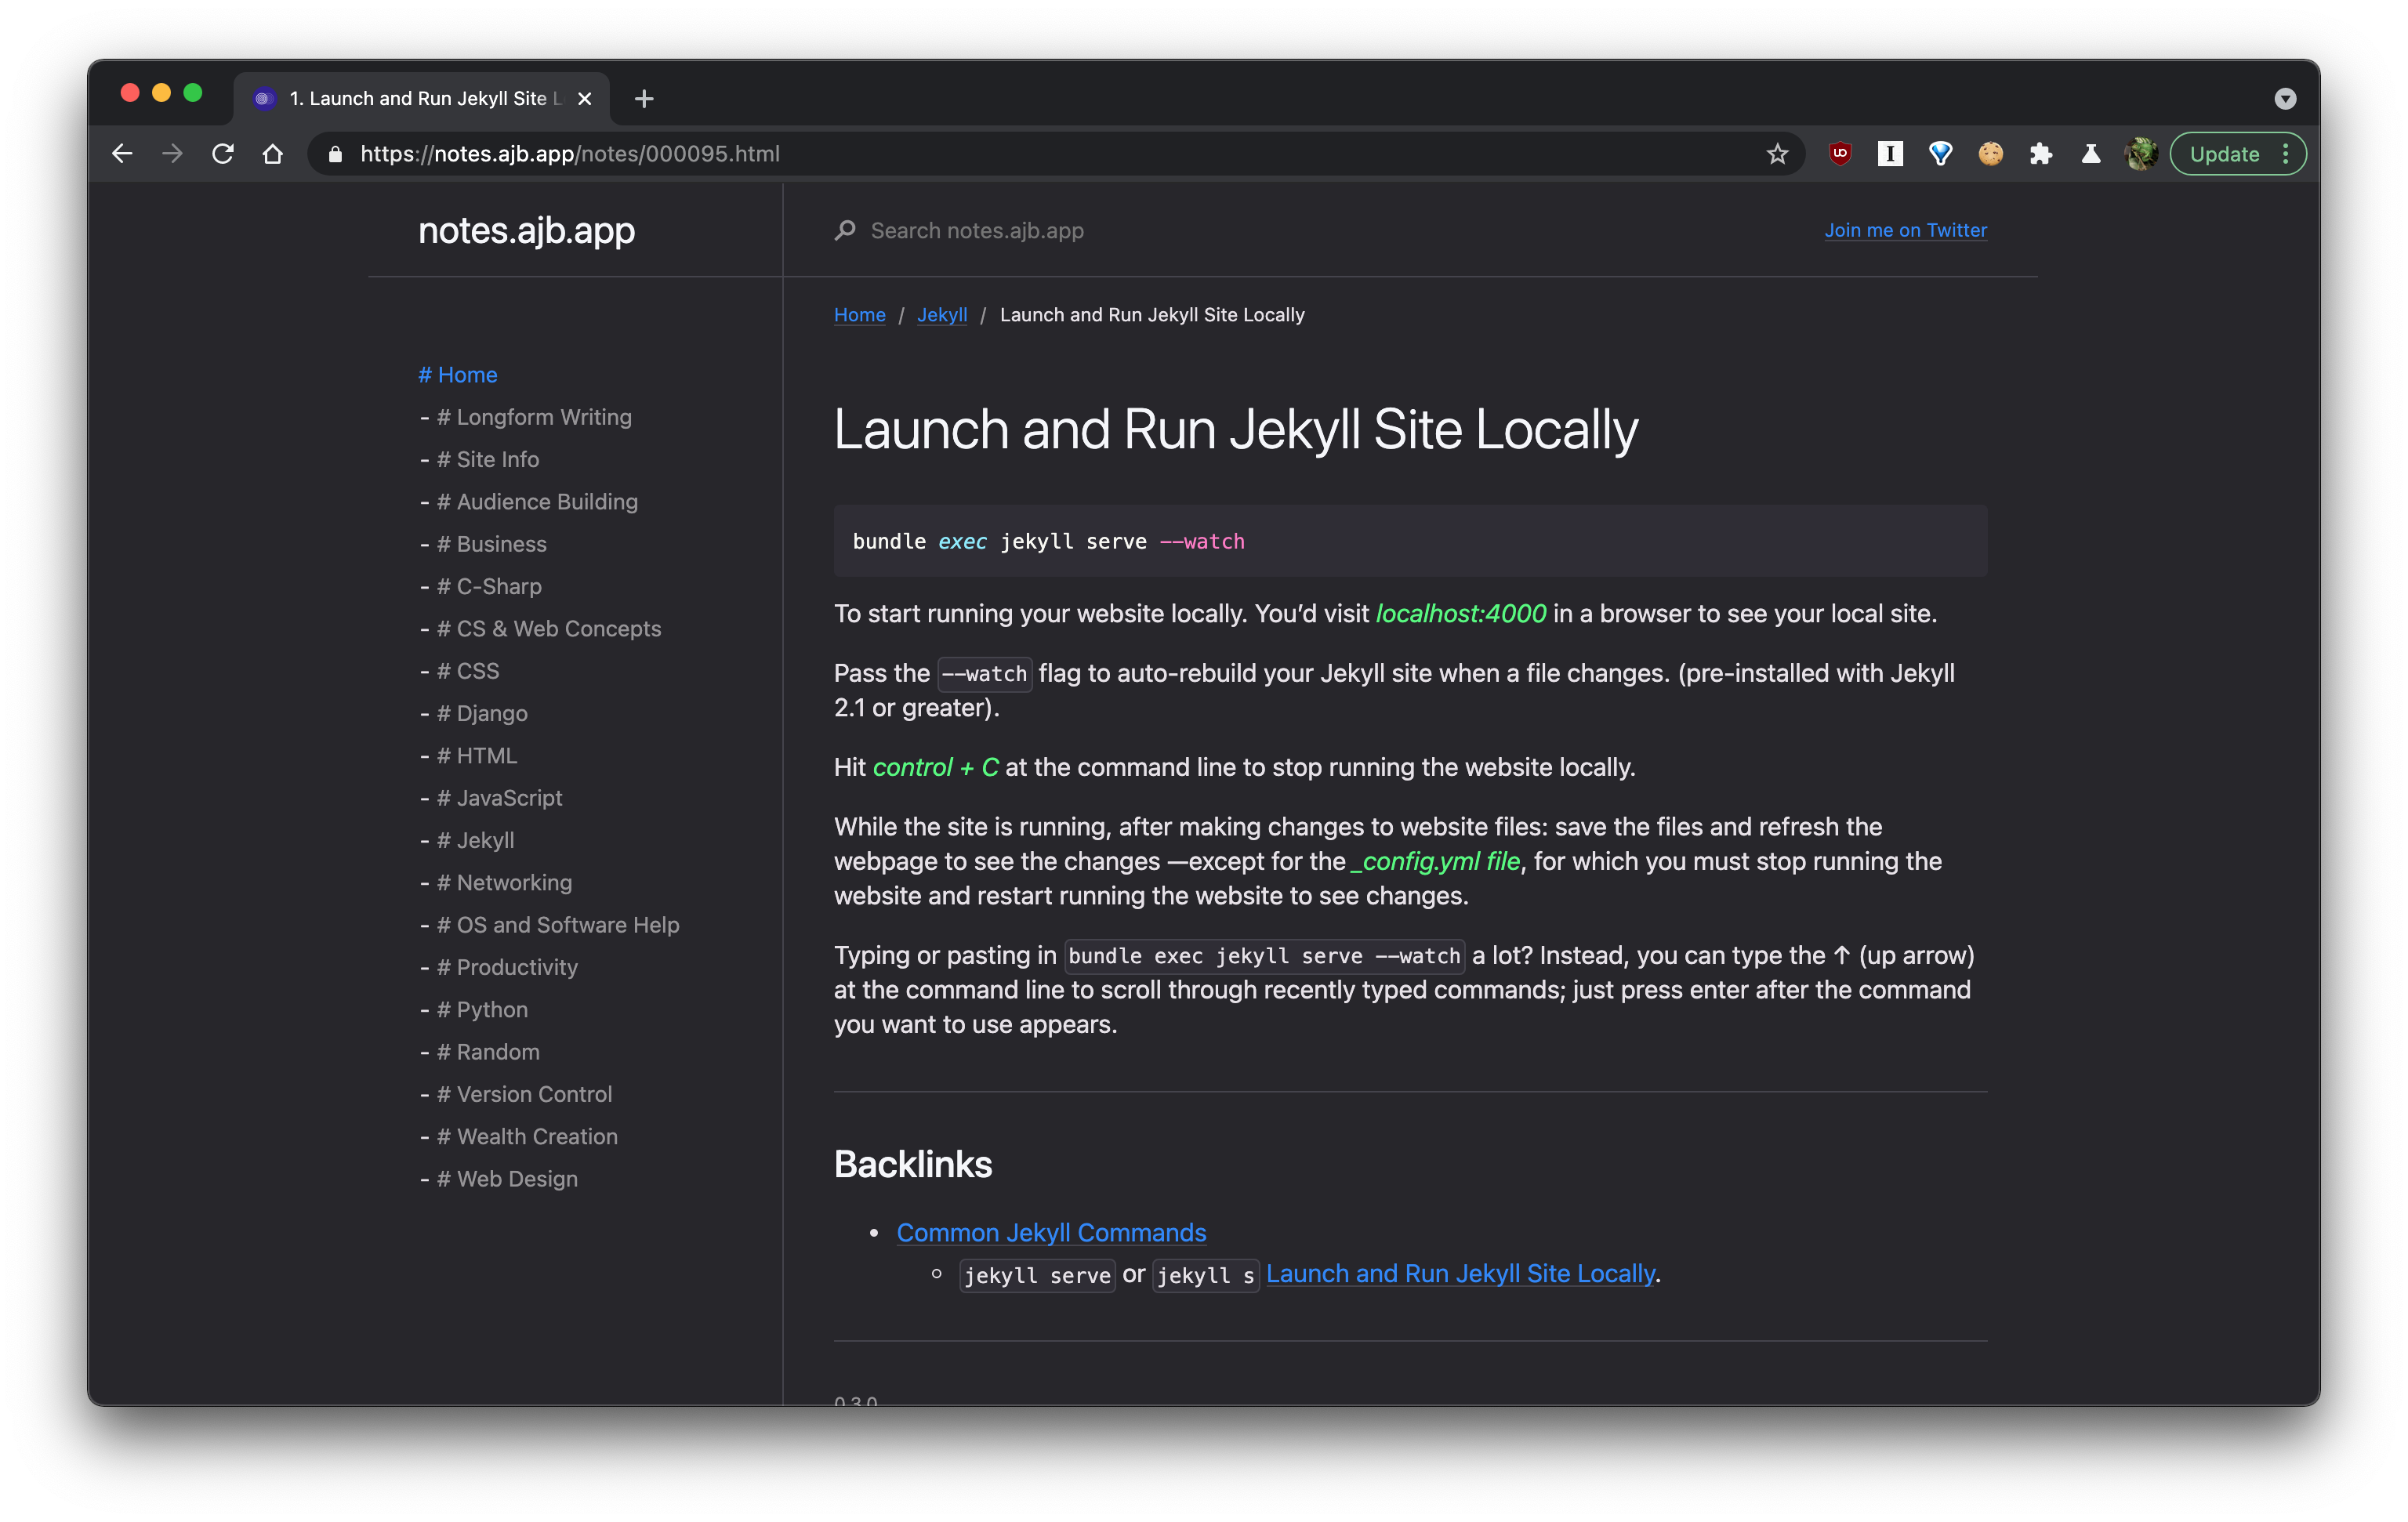 1. Launch and Run Jekyll Site L
https://notes.ajb.app/notes/000095.html
Update
notes.ajb.app
Search notes.ajb.app
Join me on Twitter
Home / Jekyll / Launch and Run Jekyll Site Locally
# Home
- # Longform Writing
- # Site Info
- # Audience Building
- # Business
- # C-Sharp
- # CS & Web Concepts
- # CSS
- # Django
- # HTML
- # JavaScript
- # Jekyll
- # Networking
- # OS and Software Help
- # Productivity
- # Python
- # Random
- # Version Control
- # Wealth Creation
- # Web Design
Launch and Run Jekyll Site Locally
bundle exec jekyll serve --watch
To start running your website locally. You’d visit localhost:4000 in a browser to see your local site.
Pass the --watch flag to auto-rebuild your Jekyll site when a file changes. (pre-installed with Jekyll
2.1 or greater).
Hit control + C at the command line to stop running the website locally.
While the site is running, after making changes to website files: save the files and refresh the
webpage to see the changes —except for the _config.yml file, for which you must stop running the
website and restart running the website to see changes.
Typing or pasting in bundle exec jekyll serve --watch a lot? Instead, you can type the ↑ (up arrow)
at the command line to scroll through recently typed commands; just press enter after the command
you want to use appears.
Backlinks
• Common Jekyll Commands
○ jekyll serve or jekyll s Launch and Run Jekyll Site Locally.
0.3.0